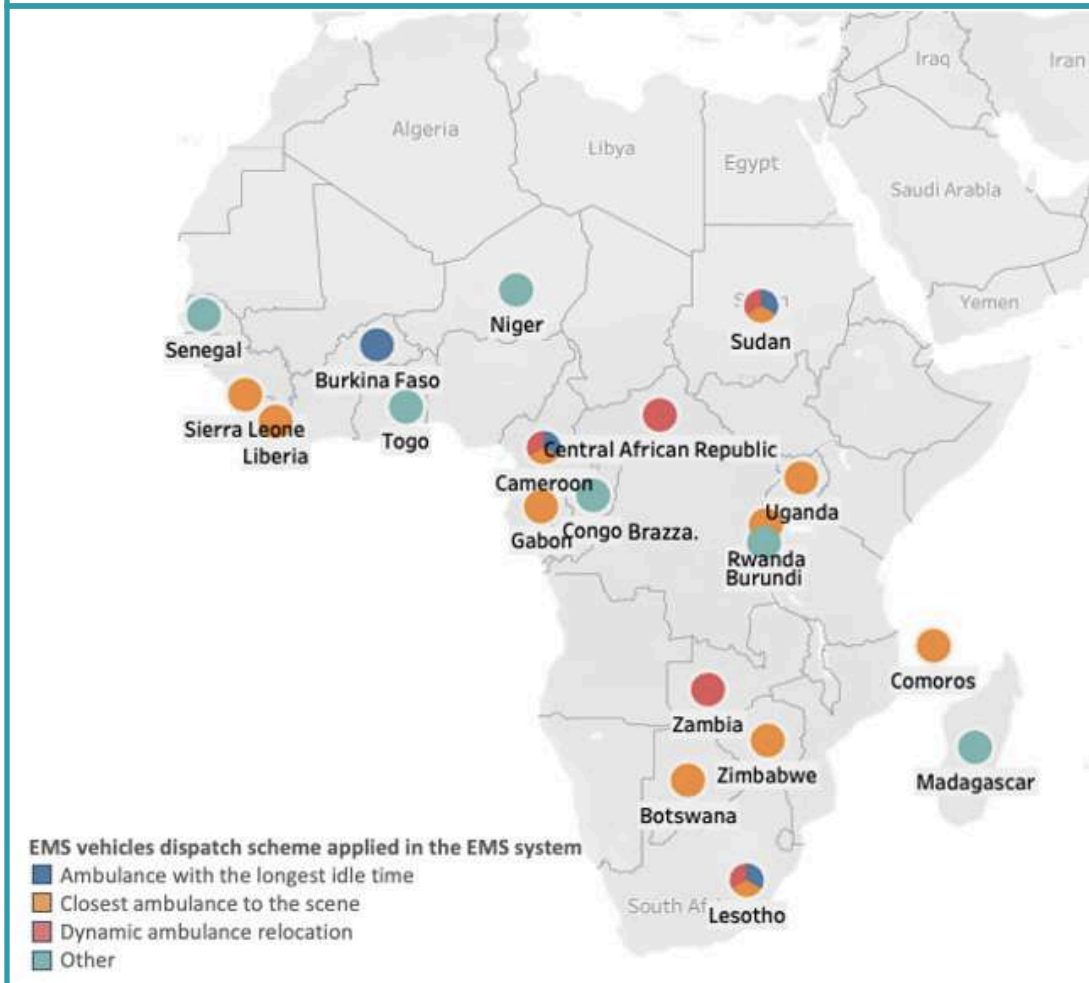 Iraq
Iran
Algeria
Libya
Egypt
Saudi Arabia
Yemen
Niger
Sudan
Senegal
Burkina Faso
Sierra Leone
Togo
Central African Republic
Liberia
Cameroon
Uganda
Gabon
Congo Brazza.
Rwanda
Burundi
Comoros
Zambia
Zimbabwe
Madagascar
Botswana
EMS vehicles dispatch scheme applied in the EMS system
Ambulance with the longest idle time
Closest ambulance to the scene
South Af
Lesotho
Dynamic ambulance relocation
Other